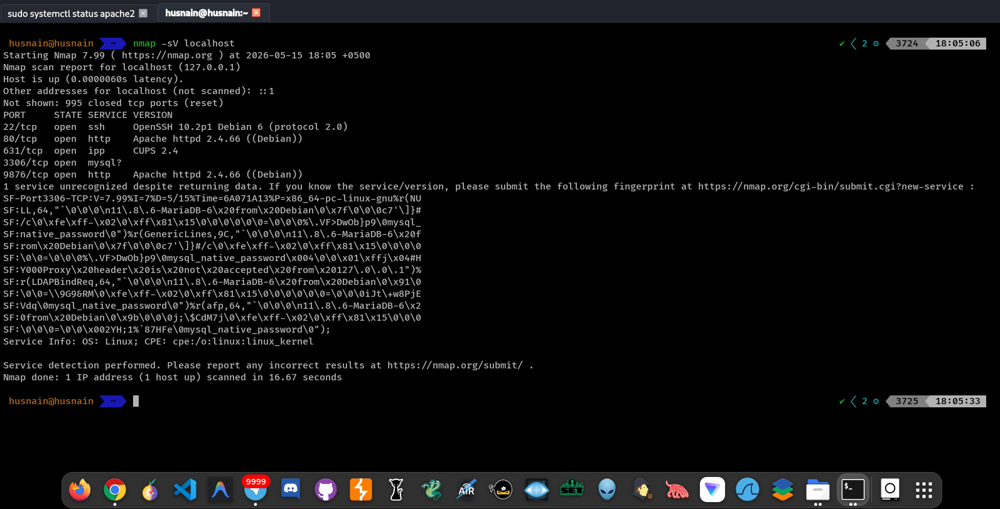 sudo systemctl status apache2
husnain@husnain:~
husnain@husnain ~ nmap -sV localhost ✔ 2 ⚙ 3724 18:05:06
Starting Nmap 7.99 ( https://nmap.org ) at 2026-05-15 18:05 +0500
Nmap scan report for localhost (127.0.0.1)
Host is up (0.0000060s latency).
Other addresses for localhost (not scanned): ::1
Not shown: 995 closed tcp ports (reset)
PORT     STATE SERVICE VERSION
22/tcp   open  ssh     OpenSSH 10.2p1 Debian 6 (protocol 2.0)
80/tcp   open  http    Apache httpd 2.4.66 ((Debian))
631/tcp  open  ipp     CUPS 2.4
3306/tcp open  mysql?
9876/tcp open  http    Apache httpd 2.4.66 ((Debian))
1 service unrecognized despite returning data. If you know the service/version, please submit the following fingerprint at https://nmap.org/cgi-bin/submit.cgi?new-service :
SF-Port3306-TCP:V=7.99%I=7%D=5/15%Time=6A071A13%P=x86_64-pc-linux-gnu%r(NU
SF:LL,64,"`\0\0\0\n11\.8\.6-MariaDB-6\x20from\x20Debian\0\x7f\0\0\0c7'\]}#
SF:/c\0\xfe\xff-\x02\0\xff\x81\x15\0\0\0\0\0\0=\0\0\0%\.VF>DwOb}p9\0mysql_
SF:native_password\0")%r(GenericLines,9C,"`\0\0\0\n11\.8\.6-MariaDB-6\x20f
SF:rom\x20Debian\0\x7f\0\0\0c7'\]}#/c\0\xfe\xff-\x02\0\xff\x81\x15\0\0\0\0
SF:\0\0=\0\0\0%\.VF>DwOb}p9\0mysql_native_password\x004\0\0\x01\xffj\x04#H
SF:Y000Proxy\x20header\x20is\x20not\x20accepted\x20from\x20127\.0\.0\.1")%
SF:r(LDAPBindReq,64,"`\0\0\0\n11\.8\.6-MariaDB-6\x20from\x20Debian\0\x91\0
SF:\0\0=\\9G9&RM\0\xfe\xff-\x02\0\xff\x81\x15\0\0\0\0\0\0=\0\0\0iJt\+w8PjE
SF:Vdq\0mysql_native_password\0")%r(afp,64,"`\0\0\0\n11\.8\.6-MariaDB-6\x2
SF:0from\x20Debian\0\x9b\0\0\0j;\$CdM7j\0\xfe\xff-\x02\0\xff\x81\x15\0\0\0
SF:\0\0\0=\0\0\x002YH;1%`87HFe\0mysql_native_password\0");
Service Info: OS: Linux; CPE: cpe:/o:linux:linux_kernel
Service detection performed. Please report any incorrect results at https://nmap.org/submit/ .
Nmap done: 1 IP address (1 host up) scanned in 16.67 seconds
husnain@husnain ~ ✔ 2 ⚙ 3725 18:05:33
9999
AiR
SET
$_